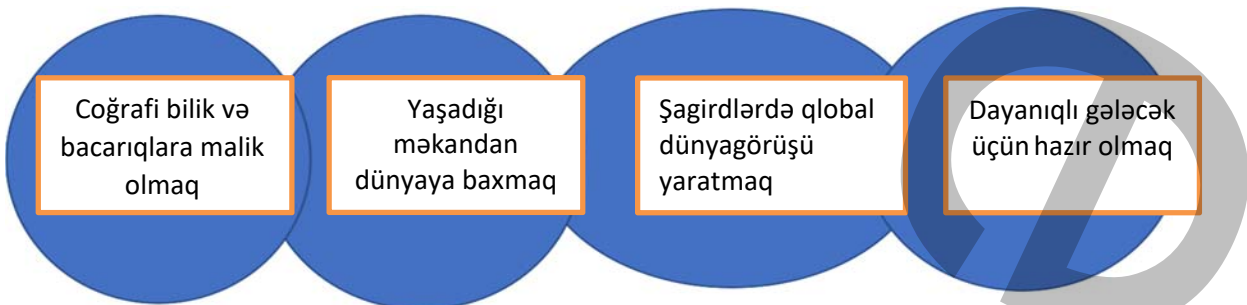 Coğrafi bilik və
bacarıqlara malik
olmaq
Yaşadığı
məkandan
dünyaya baxmaq
Şagirdlərdə qlobal
dünyagörüşü
yaratmaq
Dayanıqlı gələcək
üçün hazır olmaq